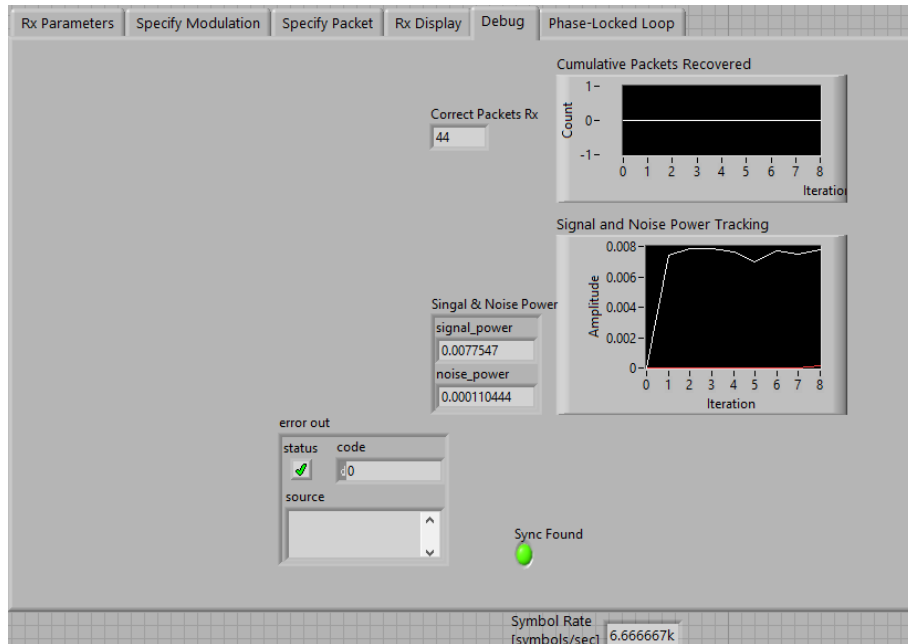 Rx Parameters Specify Modulation Specify Packet Rx Display Debug Phase-Locked Loop
Cumulative Packets Recovered
Correct Packets Rx
44
Count
1
0
-1
0 1 2 3 4 5 6 7 8
Iteration
Signal and Noise Power Tracking
Singal & Noise Power
signal_power
0.0077547
noise_power
0.000110444
Amplitude
0.008
0.006
0.004
0.002
0
0 1 2 3 4 5 6 7 8
Iteration
error out
status code
d0
source
Sync Found
Symbol Rate
[symbols/sec] 6.666667k